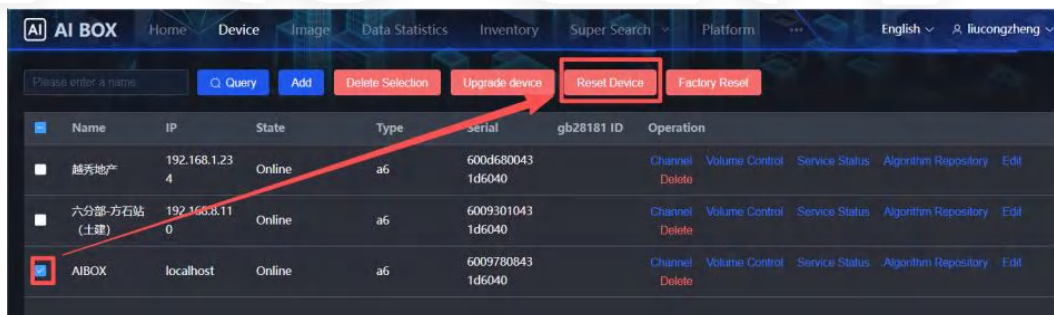 AI AI BOX Home Device Image Data Statistics Inventory Super Search Platform ... English liucongzheng
Please enter a name Query Add Delete Selection Upgrade device Reset Device Factory Reset
Name IP State Type Serial gb28181 ID Operation
越秀地产 192.168.1.23 Online a6 600d680043 Channel Volume Control Service Status Algorithm Repository Edit
4 1d6040 Delete
六分部-方石站 192.168.8.11 Online a6 6009301043 Channel Volume Control Service Status Algorithm Repository Edit
(土建) 0 1d6040 Delete
AIBOX localhost Online a6 6009780843 Channel Volume Control Service Status Algorithm Repository Edit
1d6040 Delete